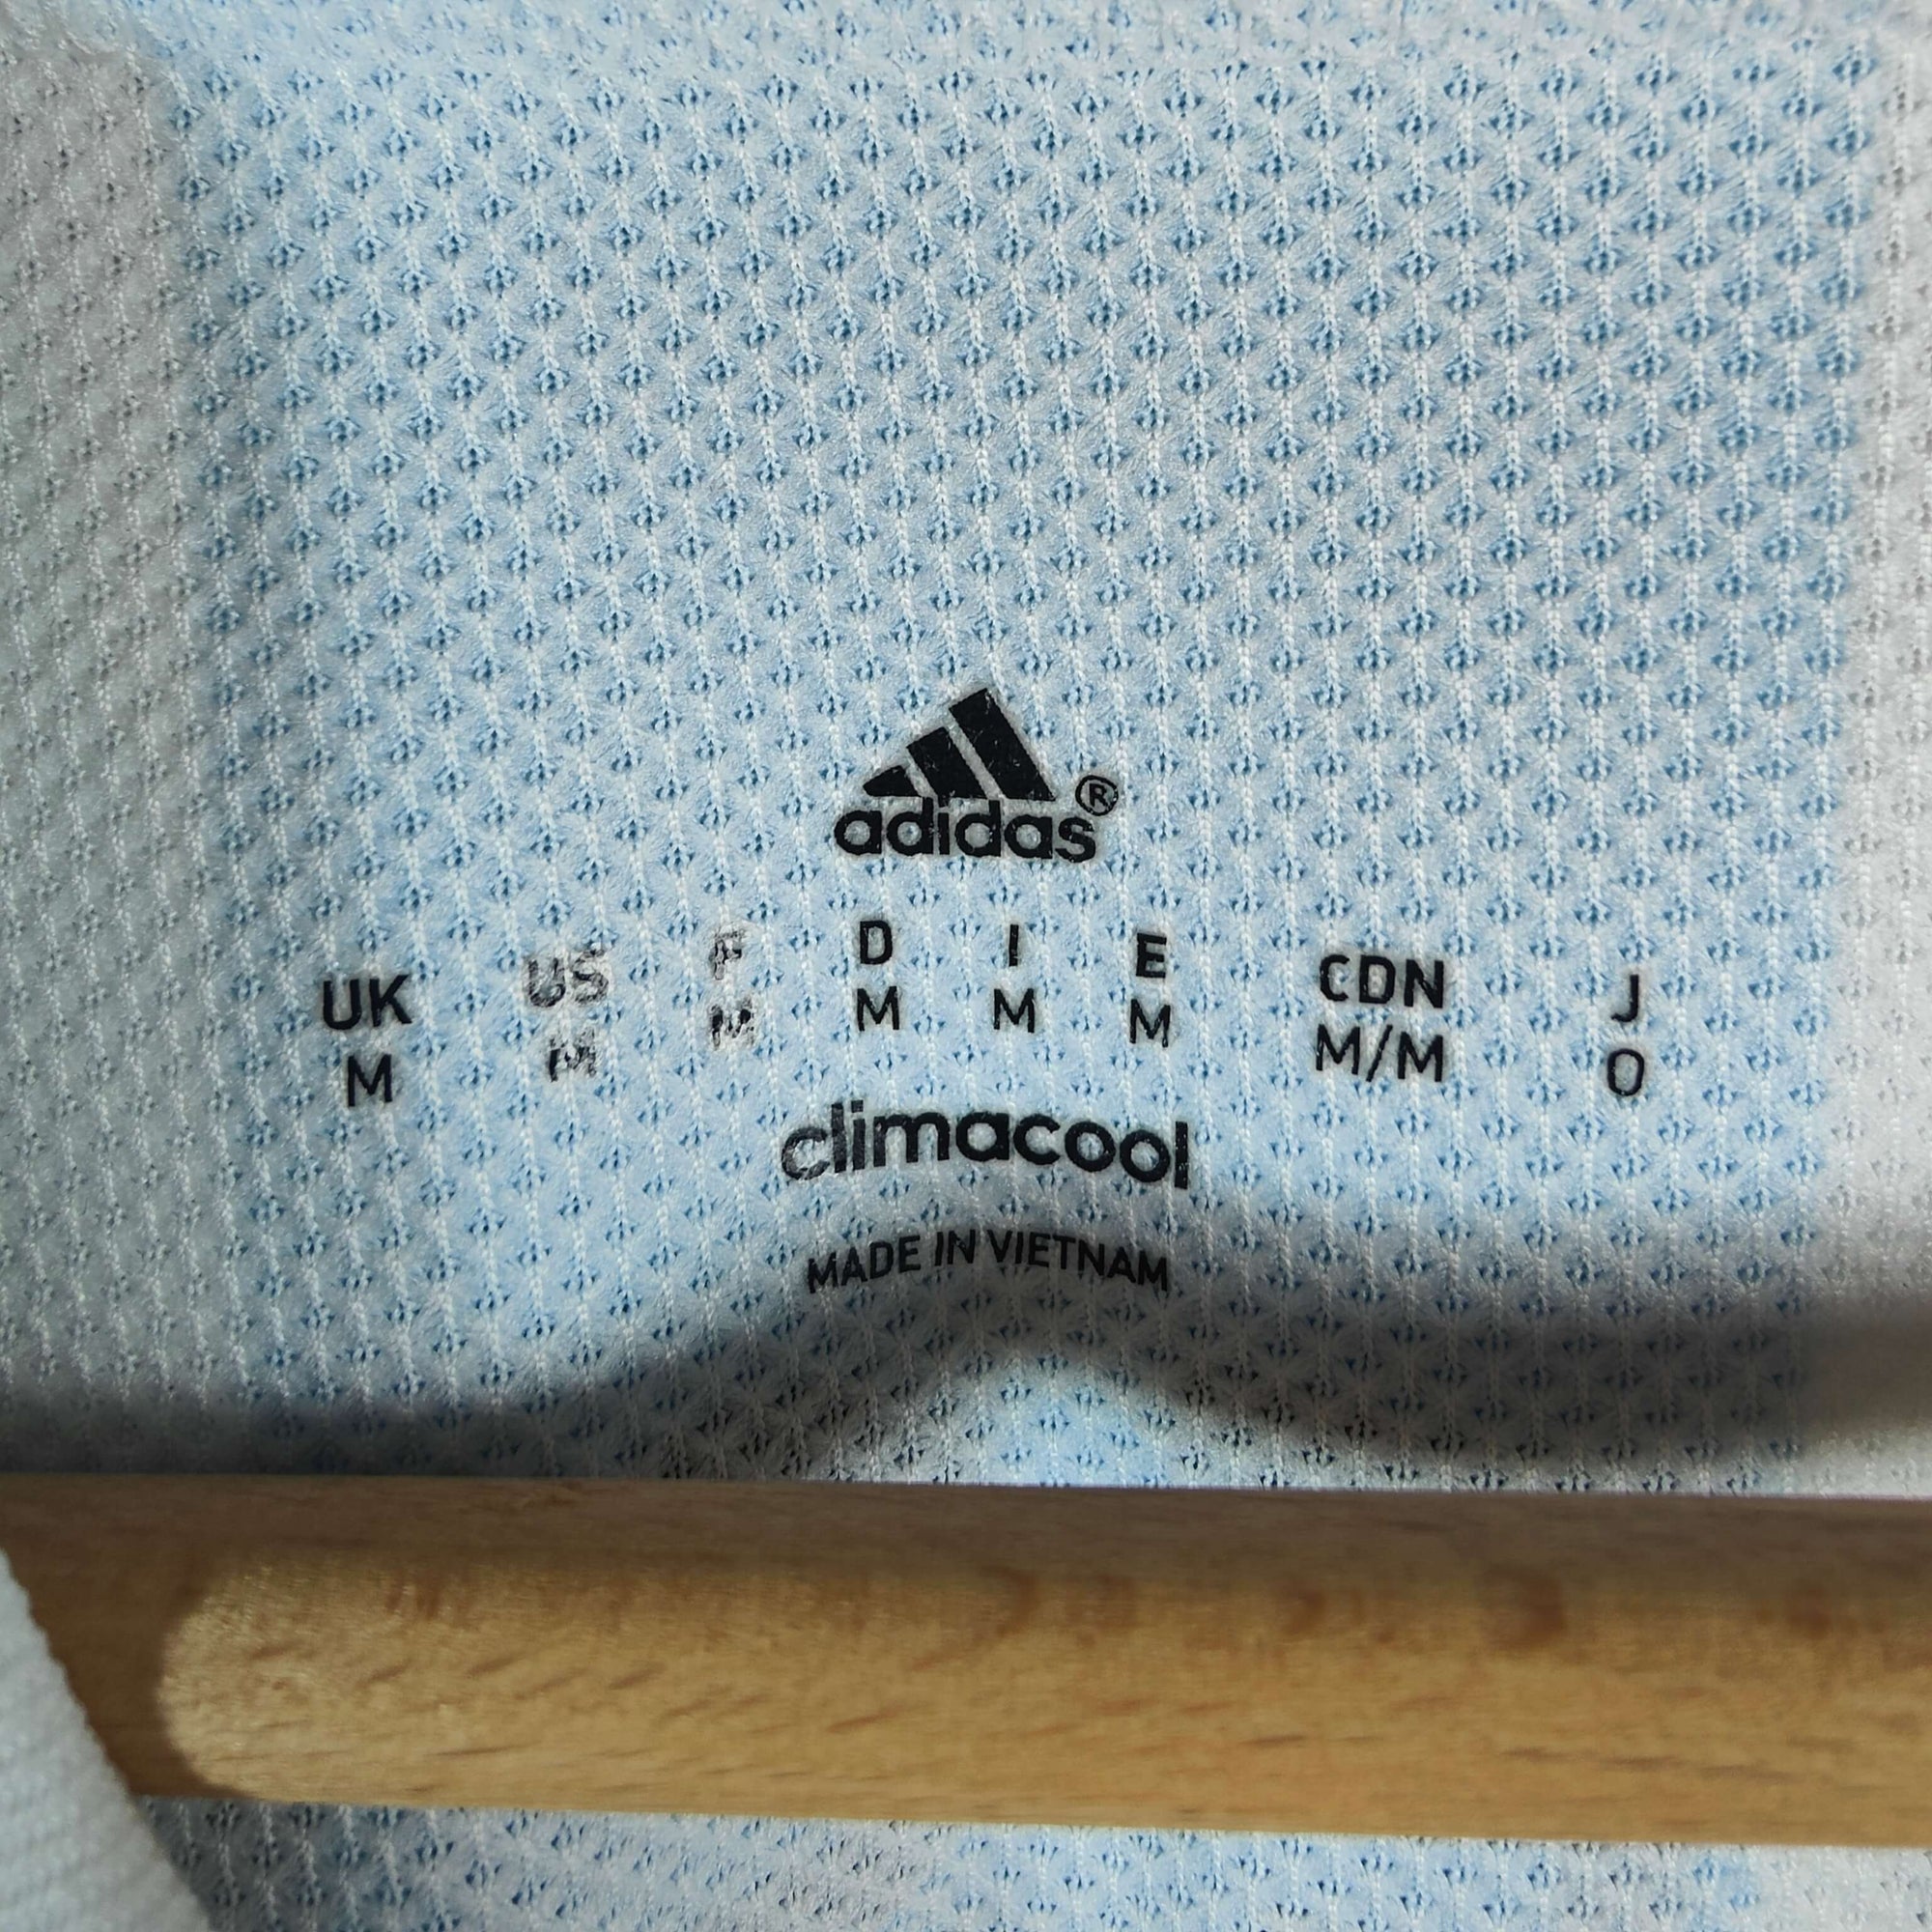 adidas®
UK US F D I E CDN J
M M M M M M M/M O
climacool
MADE IN VIETNAM